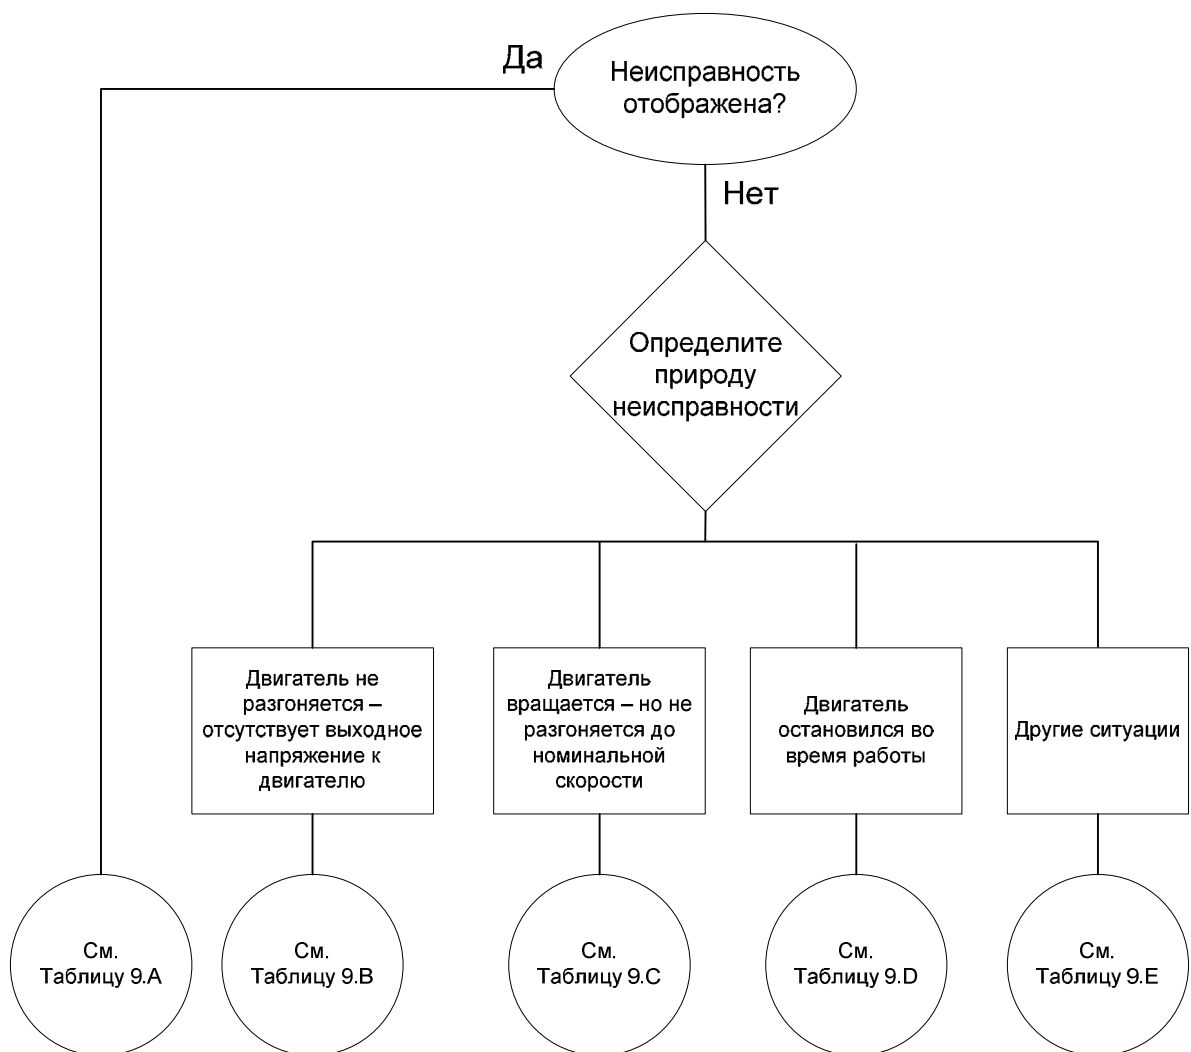 Да
Неисправность
отображена?
Нет
Определите
природу
неисправности
Двигатель не
разгоняется –
отсутствует выходное
напряжение к
двигателю
Двигатель
вращается – но не
разгоняется до
номинальной
скорости
Двигатель
остановился во
время работы
Другие ситуации
См.
Таблицу 9.A
См.
Таблицу 9.B
См.
Таблицу 9.C
См.
Таблицу 9.D
См.
Таблицу 9.E